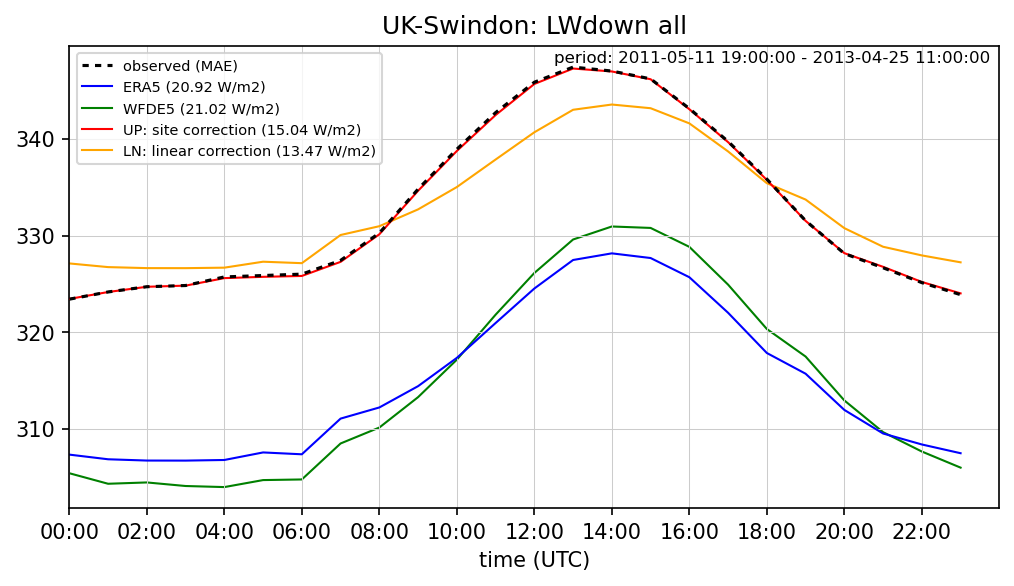 UK-Swindon: LWdown all
period: 2011-05-11 19:00:00 - 2013-04-25 11:00:00
observed (MAE)
ERA5 (20.92 W/m2)
WFDE5 (21.02 W/m2)
UP: site correction (15.04 W/m2)
LN: linear correction (13.47 W/m2)
340
330
320
310
00:00 02:00 04:00 06:00 08:00 10:00 12:00 14:00 16:00 18:00 20:00 22:00
time (UTC)